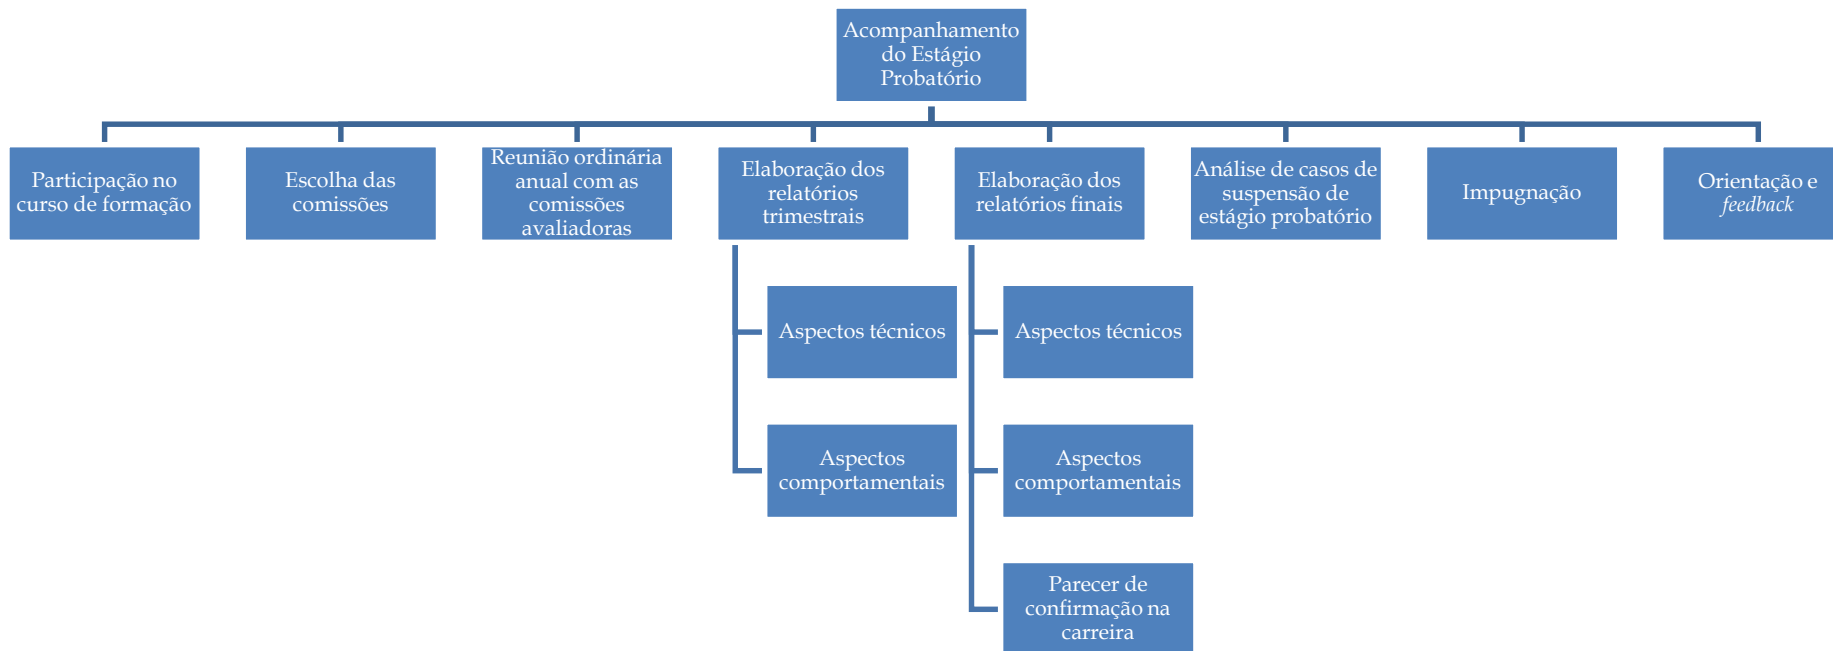 Acompanhamento
do Estágio
Probatório
Participação no
curso de formação
Escolha das
comissões
Reunião ordinária
anual com as
comissões
avaliadoras
Elaboração dos
relatórios
trimestrais
Elaboração dos
relatórios finais
Análise de casos de
suspensão de
estágio probatório
Impugnação
Orientação e
feedback
Aspectos técnicos
Aspectos
comportamentais
Aspectos técnicos
Aspectos
comportamentais
Parecer de
confirmação na
carreira